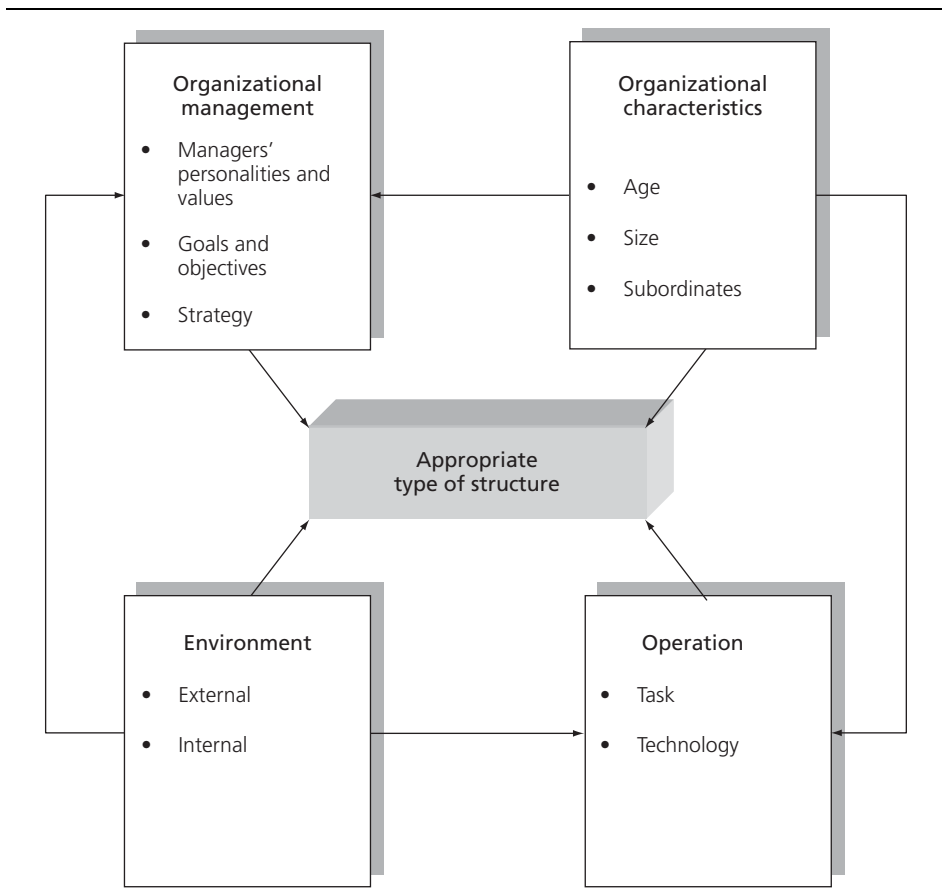 Organizational
management
• Managers’
personalities and
values
• Goals and
objectives
• Strategy
Organizational
characteristics
• Age
• Size
• Subordinates
Appropriate
type of structure
Environment
• External
• Internal
Operation
• Task
• Technology